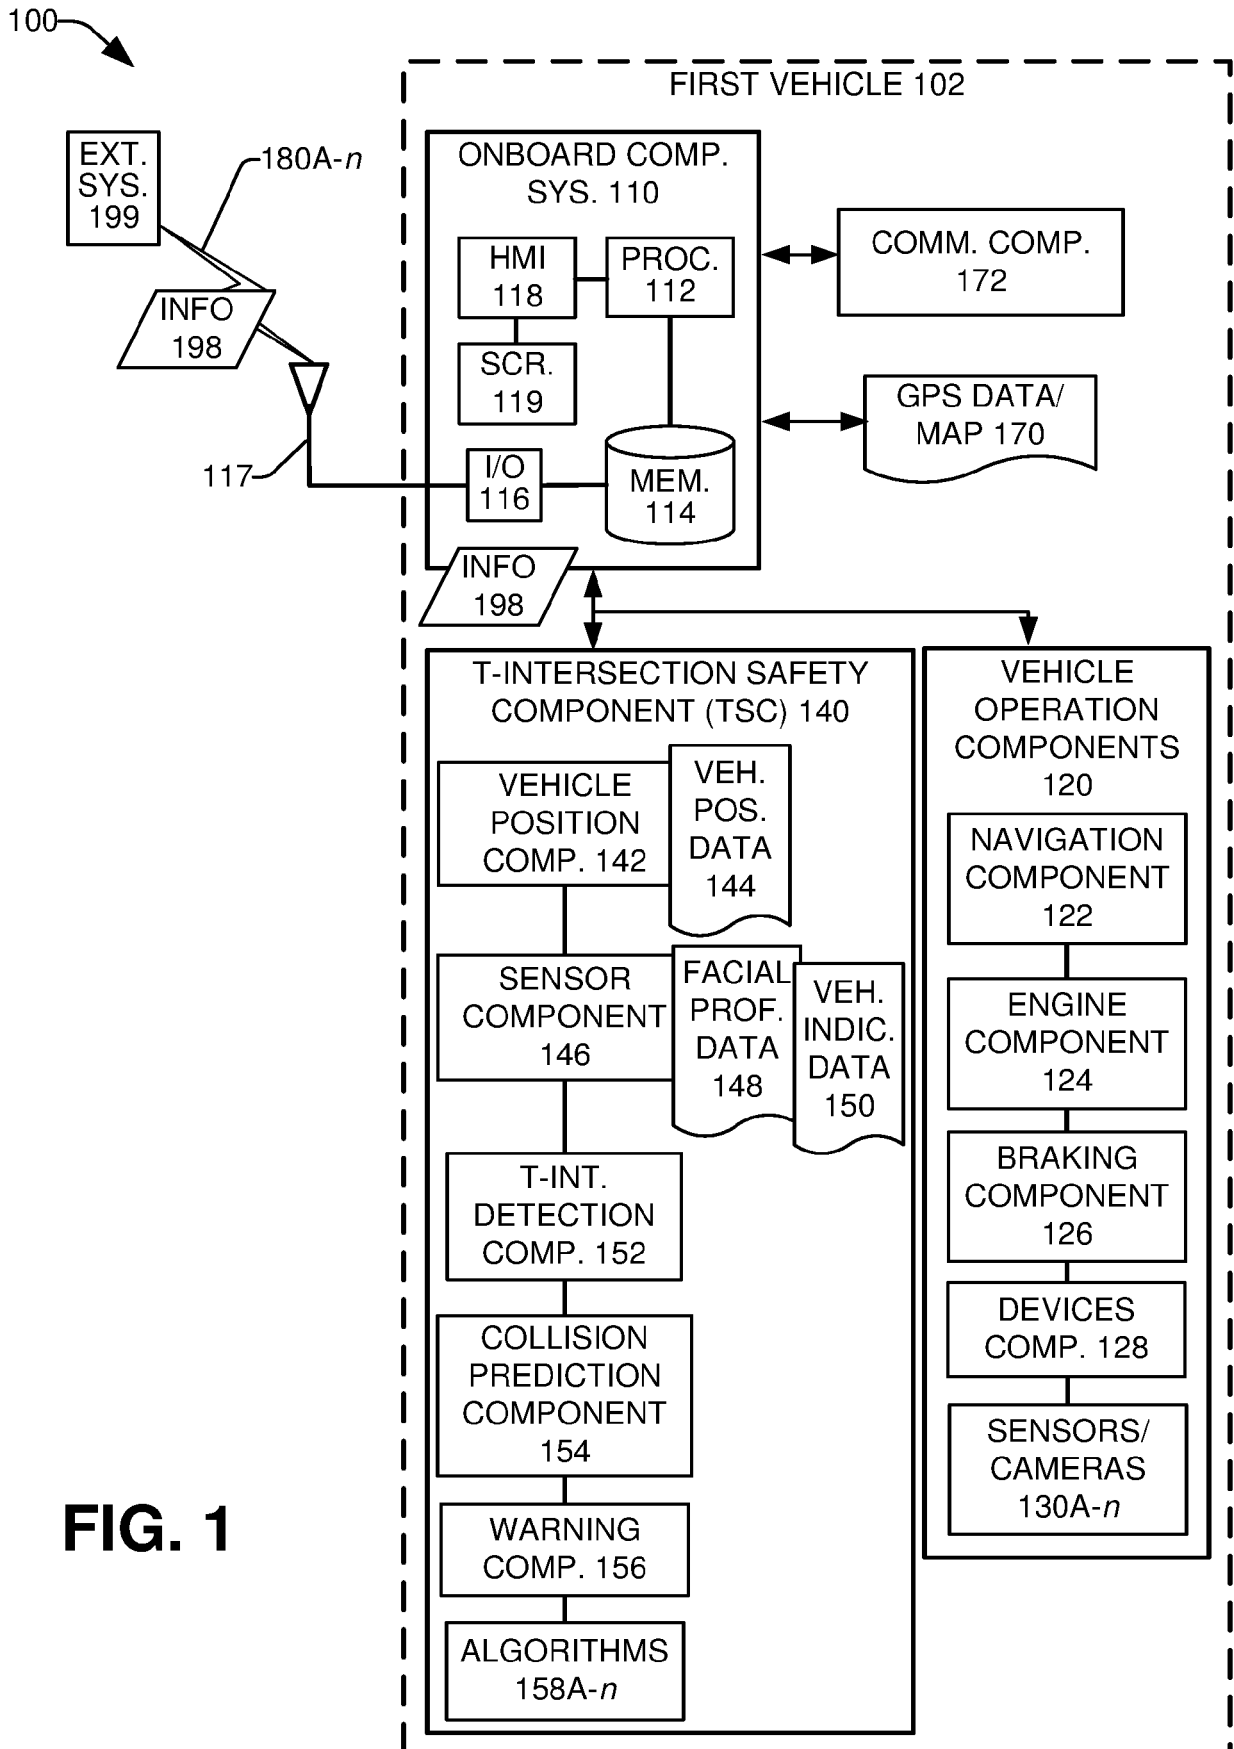 100
FIRST VEHICLE 102
EXT.
SYS.
199
180A-n
INFO
198
117
ONBOARD COMP.
SYS. 110
HMI
118
PROC.
112
SCR.
119
I/O
116
MEM.
114
INFO
198
COMM. COMP.
172
GPS DATA/
MAP 170
T-INTERSECTION SAFETY
COMPONENT (TSC) 140
VEHICLE
POSITION
COMP. 142
VEH.
POS.
DATA
144
SENSOR
COMPONENT
146
FACIAL
PROF.
DATA
148
VEH.
INDIC.
DATA
150
T-INT.
DETECTION
COMP. 152
COLLISION
PREDICTION
COMPONENT
154
WARNING
COMP. 156
ALGORITHMS
158A-n
VEHICLE
OPERATION
COMPONENTS
120
NAVIGATION
COMPONENT
122
ENGINE
COMPONENT
124
BRAKING
COMPONENT
126
DEVICES
COMP. 128
SENSORS/
CAMERAS
130A-n
FIG. 1